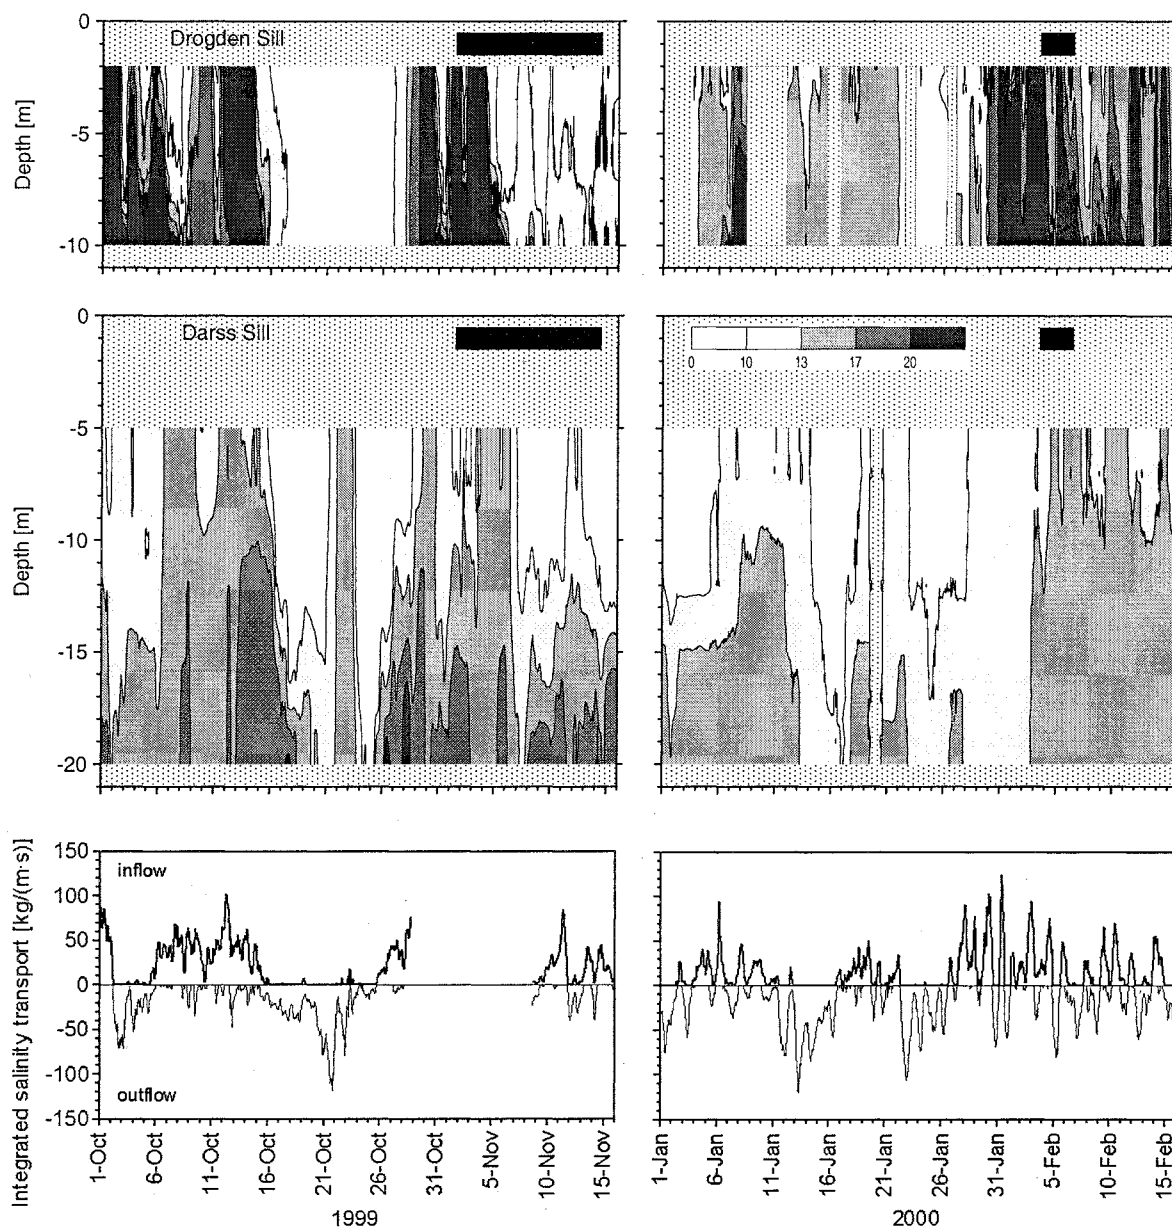 0
Drogden Sill
-5
Depth [m]
-10
0
Darss Sill
0 10 13 17 20
-5
-10
Depth [m]
-15
-20
Integrated salinity transport [kg/(m·s)]
150
inflow
100
50
0
-50
-100
outflow
-150
1-Oct
6-Oct
11-Oct
16-Oct
21-Oct
26-Oct
31-Oct
5-Nov
10-Nov
15-Nov
1-Jan
6-Jan
11-Jan
16-Jan
21-Jan
26-Jan
31-Jan
5-Feb
10-Feb
15-Feb
1999
2000